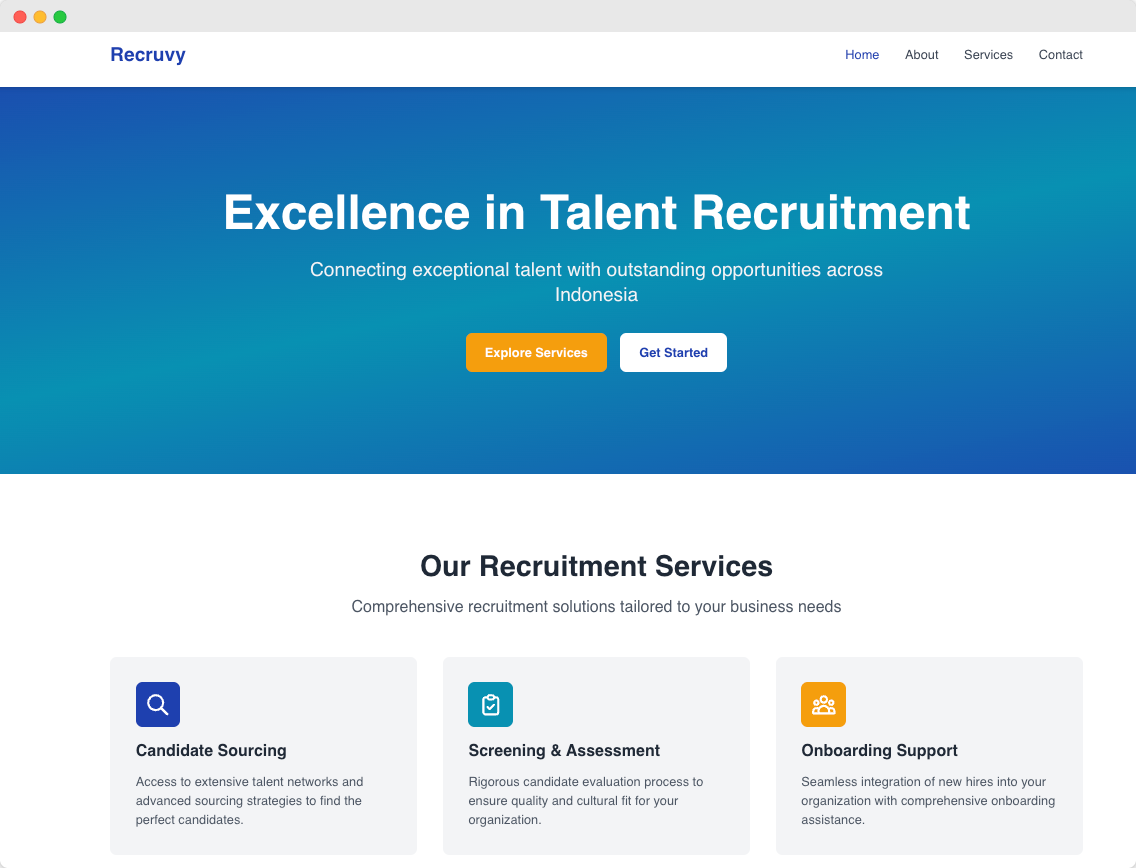 Recruvy
Home About Services Contact
Excellence in Talent Recruitment
Connecting exceptional talent with outstanding opportunities across
Indonesia
Explore Services Get Started
Our Recruitment Services
Comprehensive recruitment solutions tailored to your business needs
Candidate Sourcing
Access to extensive talent networks and
advanced sourcing strategies to find the
perfect candidates.
Screening & Assessment
Rigorous candidate evaluation process to
ensure quality and cultural fit for your
organization.
Onboarding Support
Seamless integration of new hires into your
organization with comprehensive onboarding
assistance.